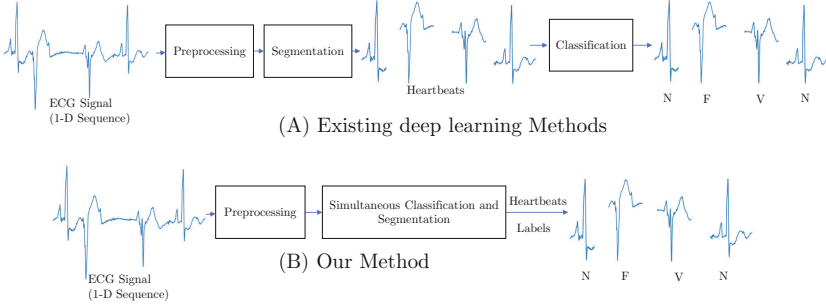 Preprocessing
Segmentation
Classification
ECG Signal
(1-D Sequence)
Heartbeats
N F V N
(A) Existing deep learning Methods
Preprocessing
Simultaneous Classification and
Segmentation
Heartbeats
Labels
ECG Signal
(1-D Sequence)
(B) Our Method
N F V N